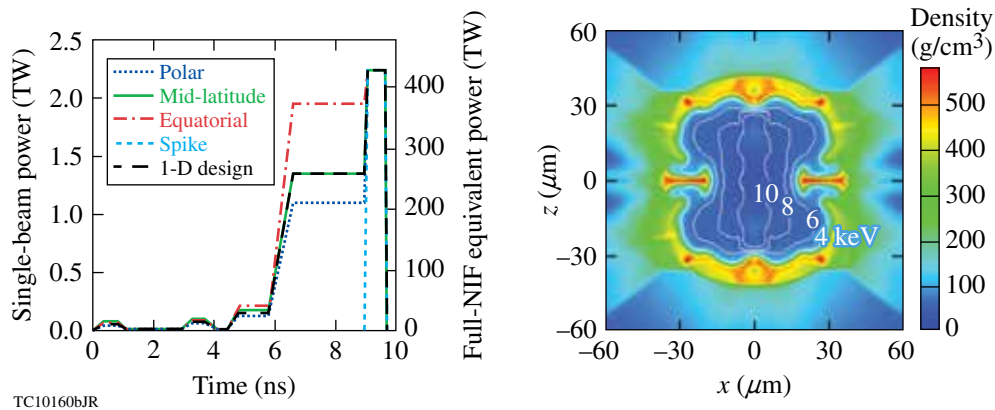 Single-beam power (TW)
2.5
2.0
1.5
1.0
0.5
0.0
Polar
Mid-latitude
Equatorial
Spike
1-D design
400
300
200
100
0
Full-NIF equivalent power (TW)
0 2 4 6 8 10
Time (ns)
TC10160bJR
z (μm)
60
30
0
−30
−60
10
8
6
4 keV
−60 −30 0 30 60
x (μm)
Density
(g/cm³)
500
400
300
200
100
0